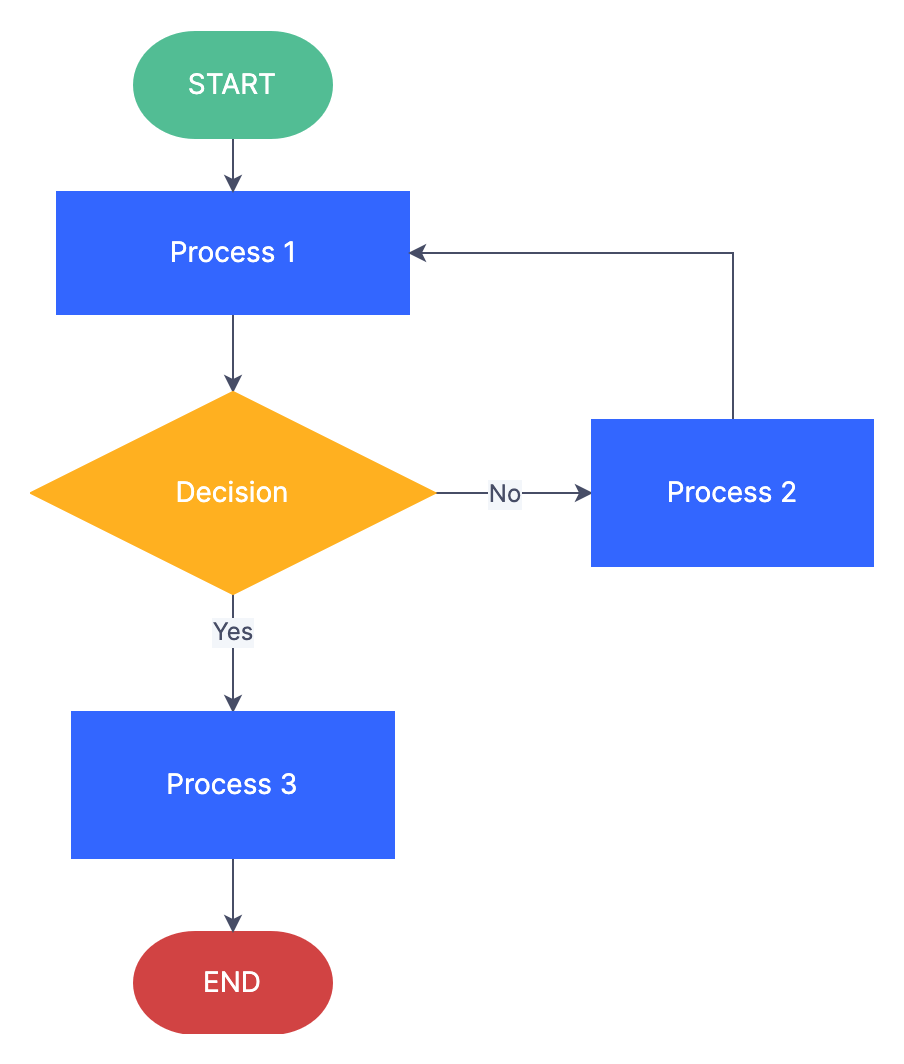 START
Process 1
Decision
No
Process 2
Yes
Process 3
END